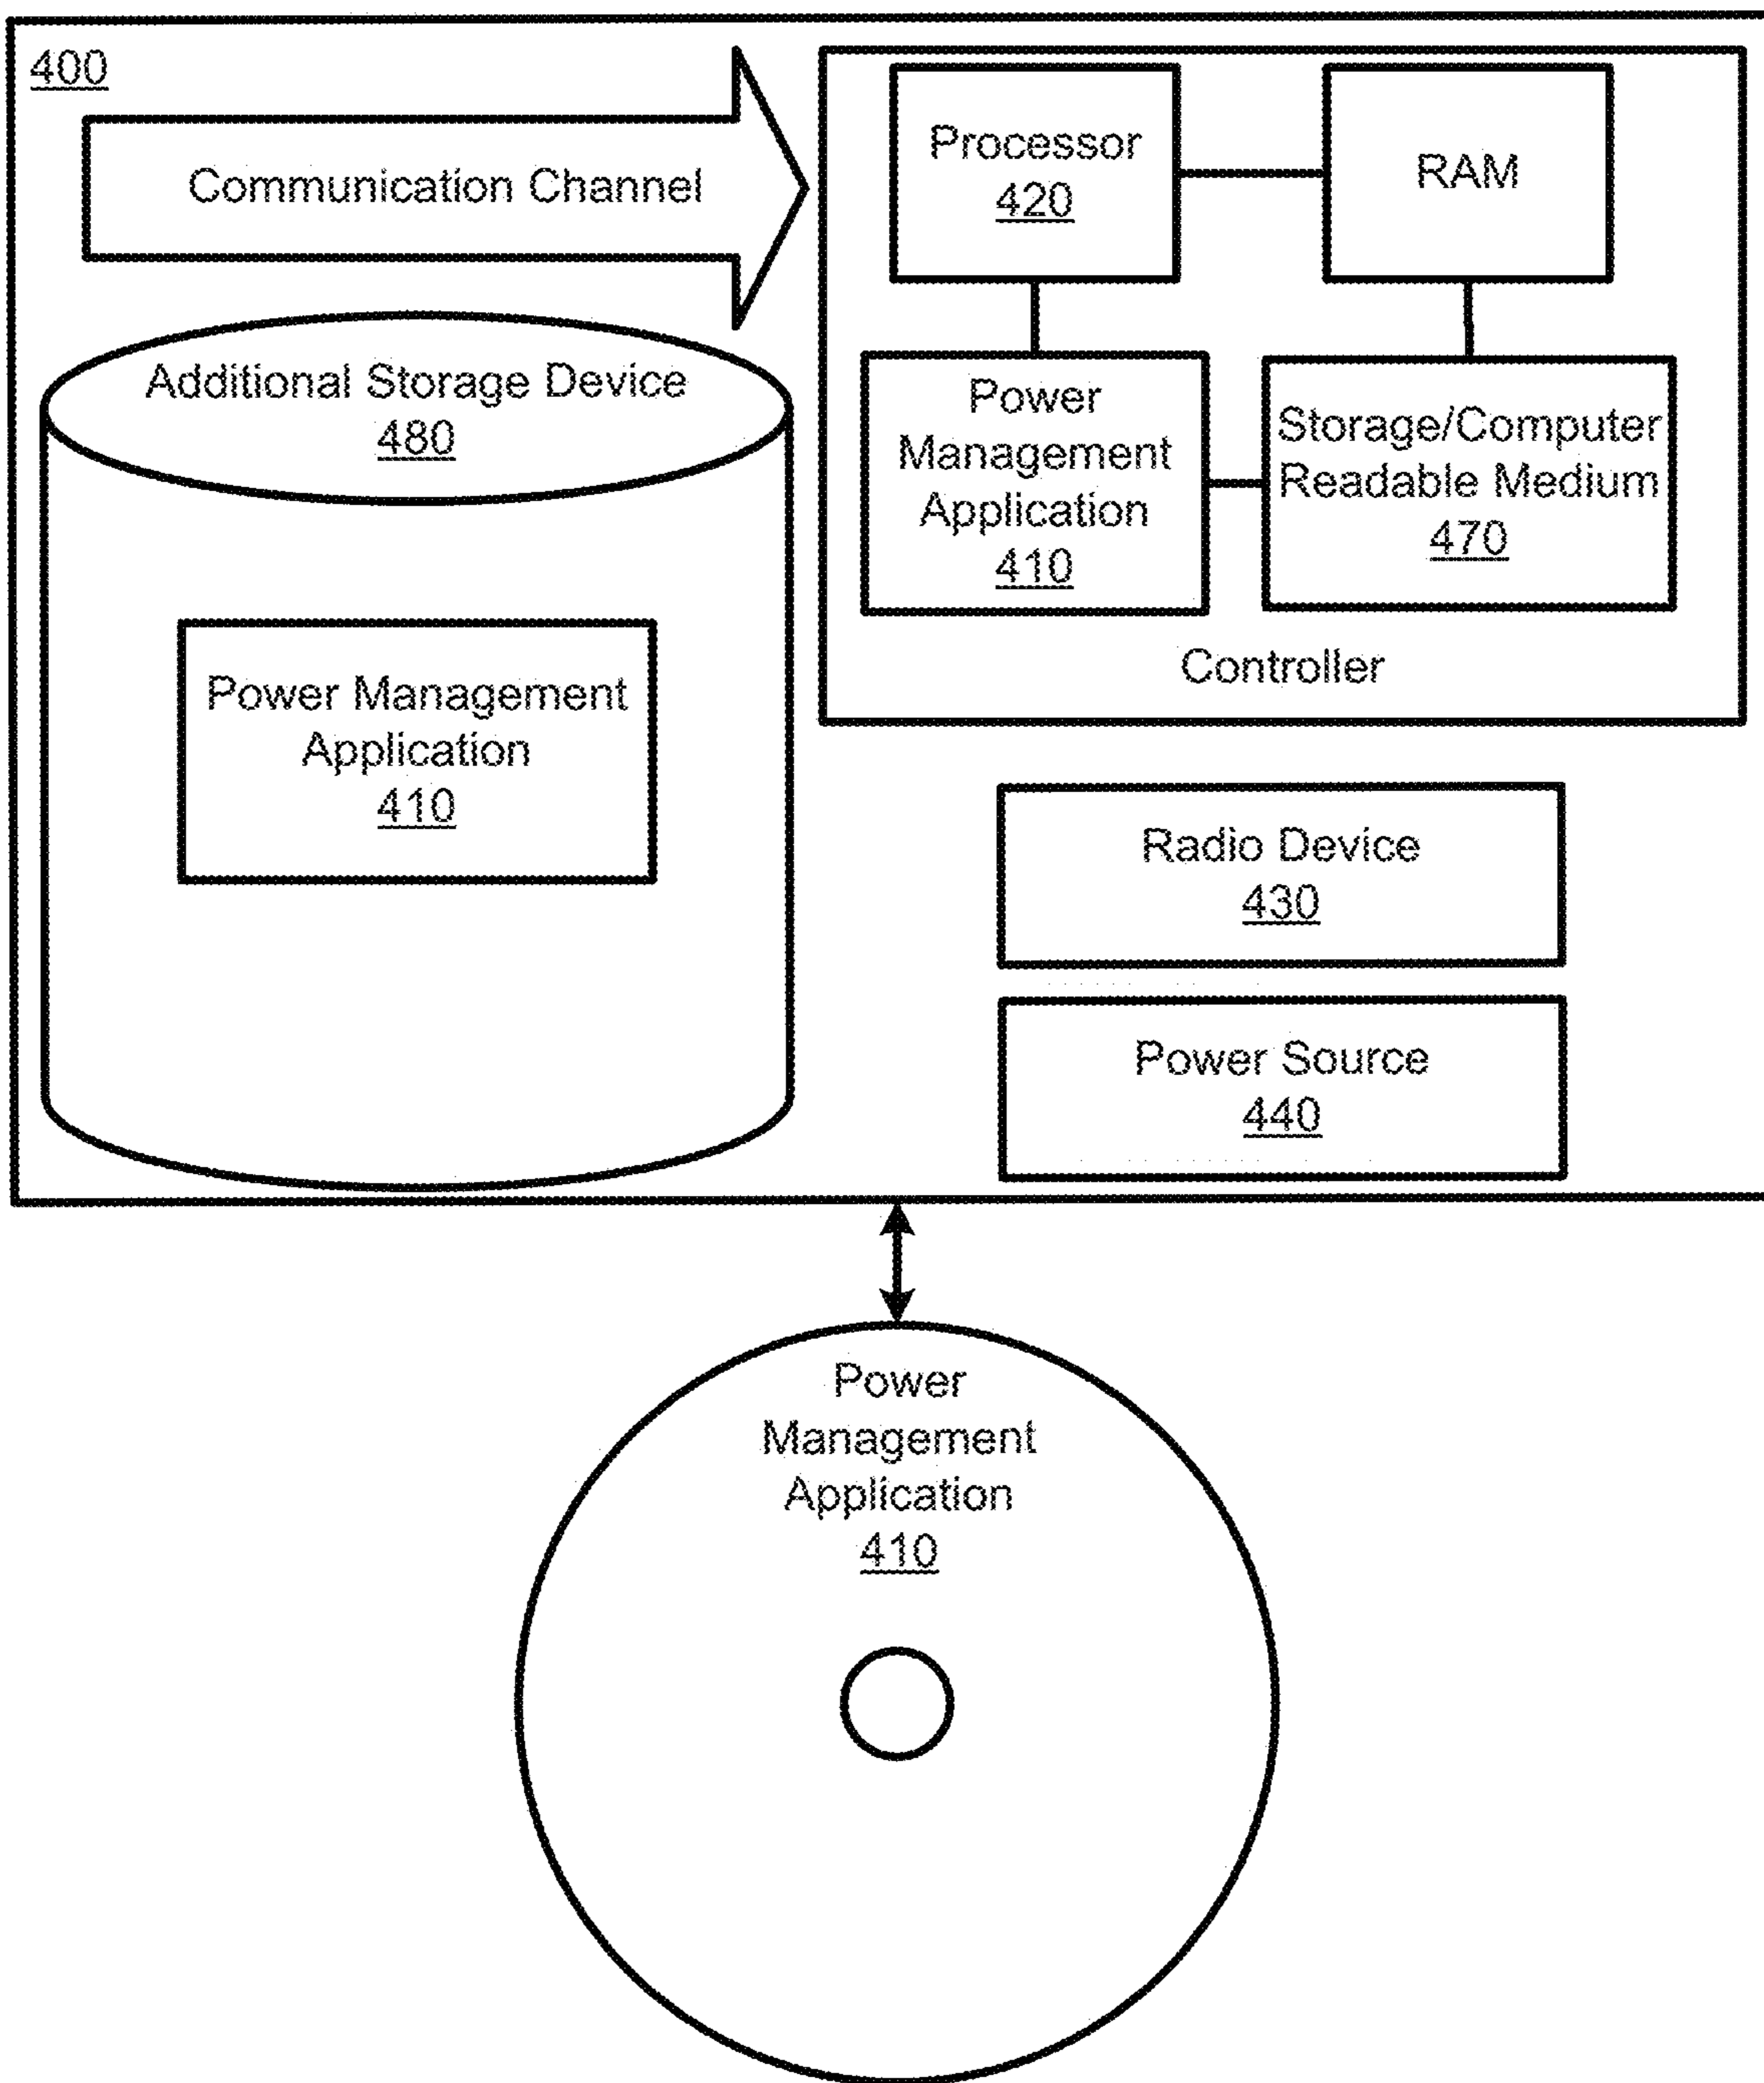 400
Communication Channel
Processor
420
RAM
Additional Storage Device
480
Power
Management
Application
410
Storage/Computer
Readable Medium
470
Controller
Power Management
Application
410
Radio Device
430
Power Source
440
Power
Management
Application
410